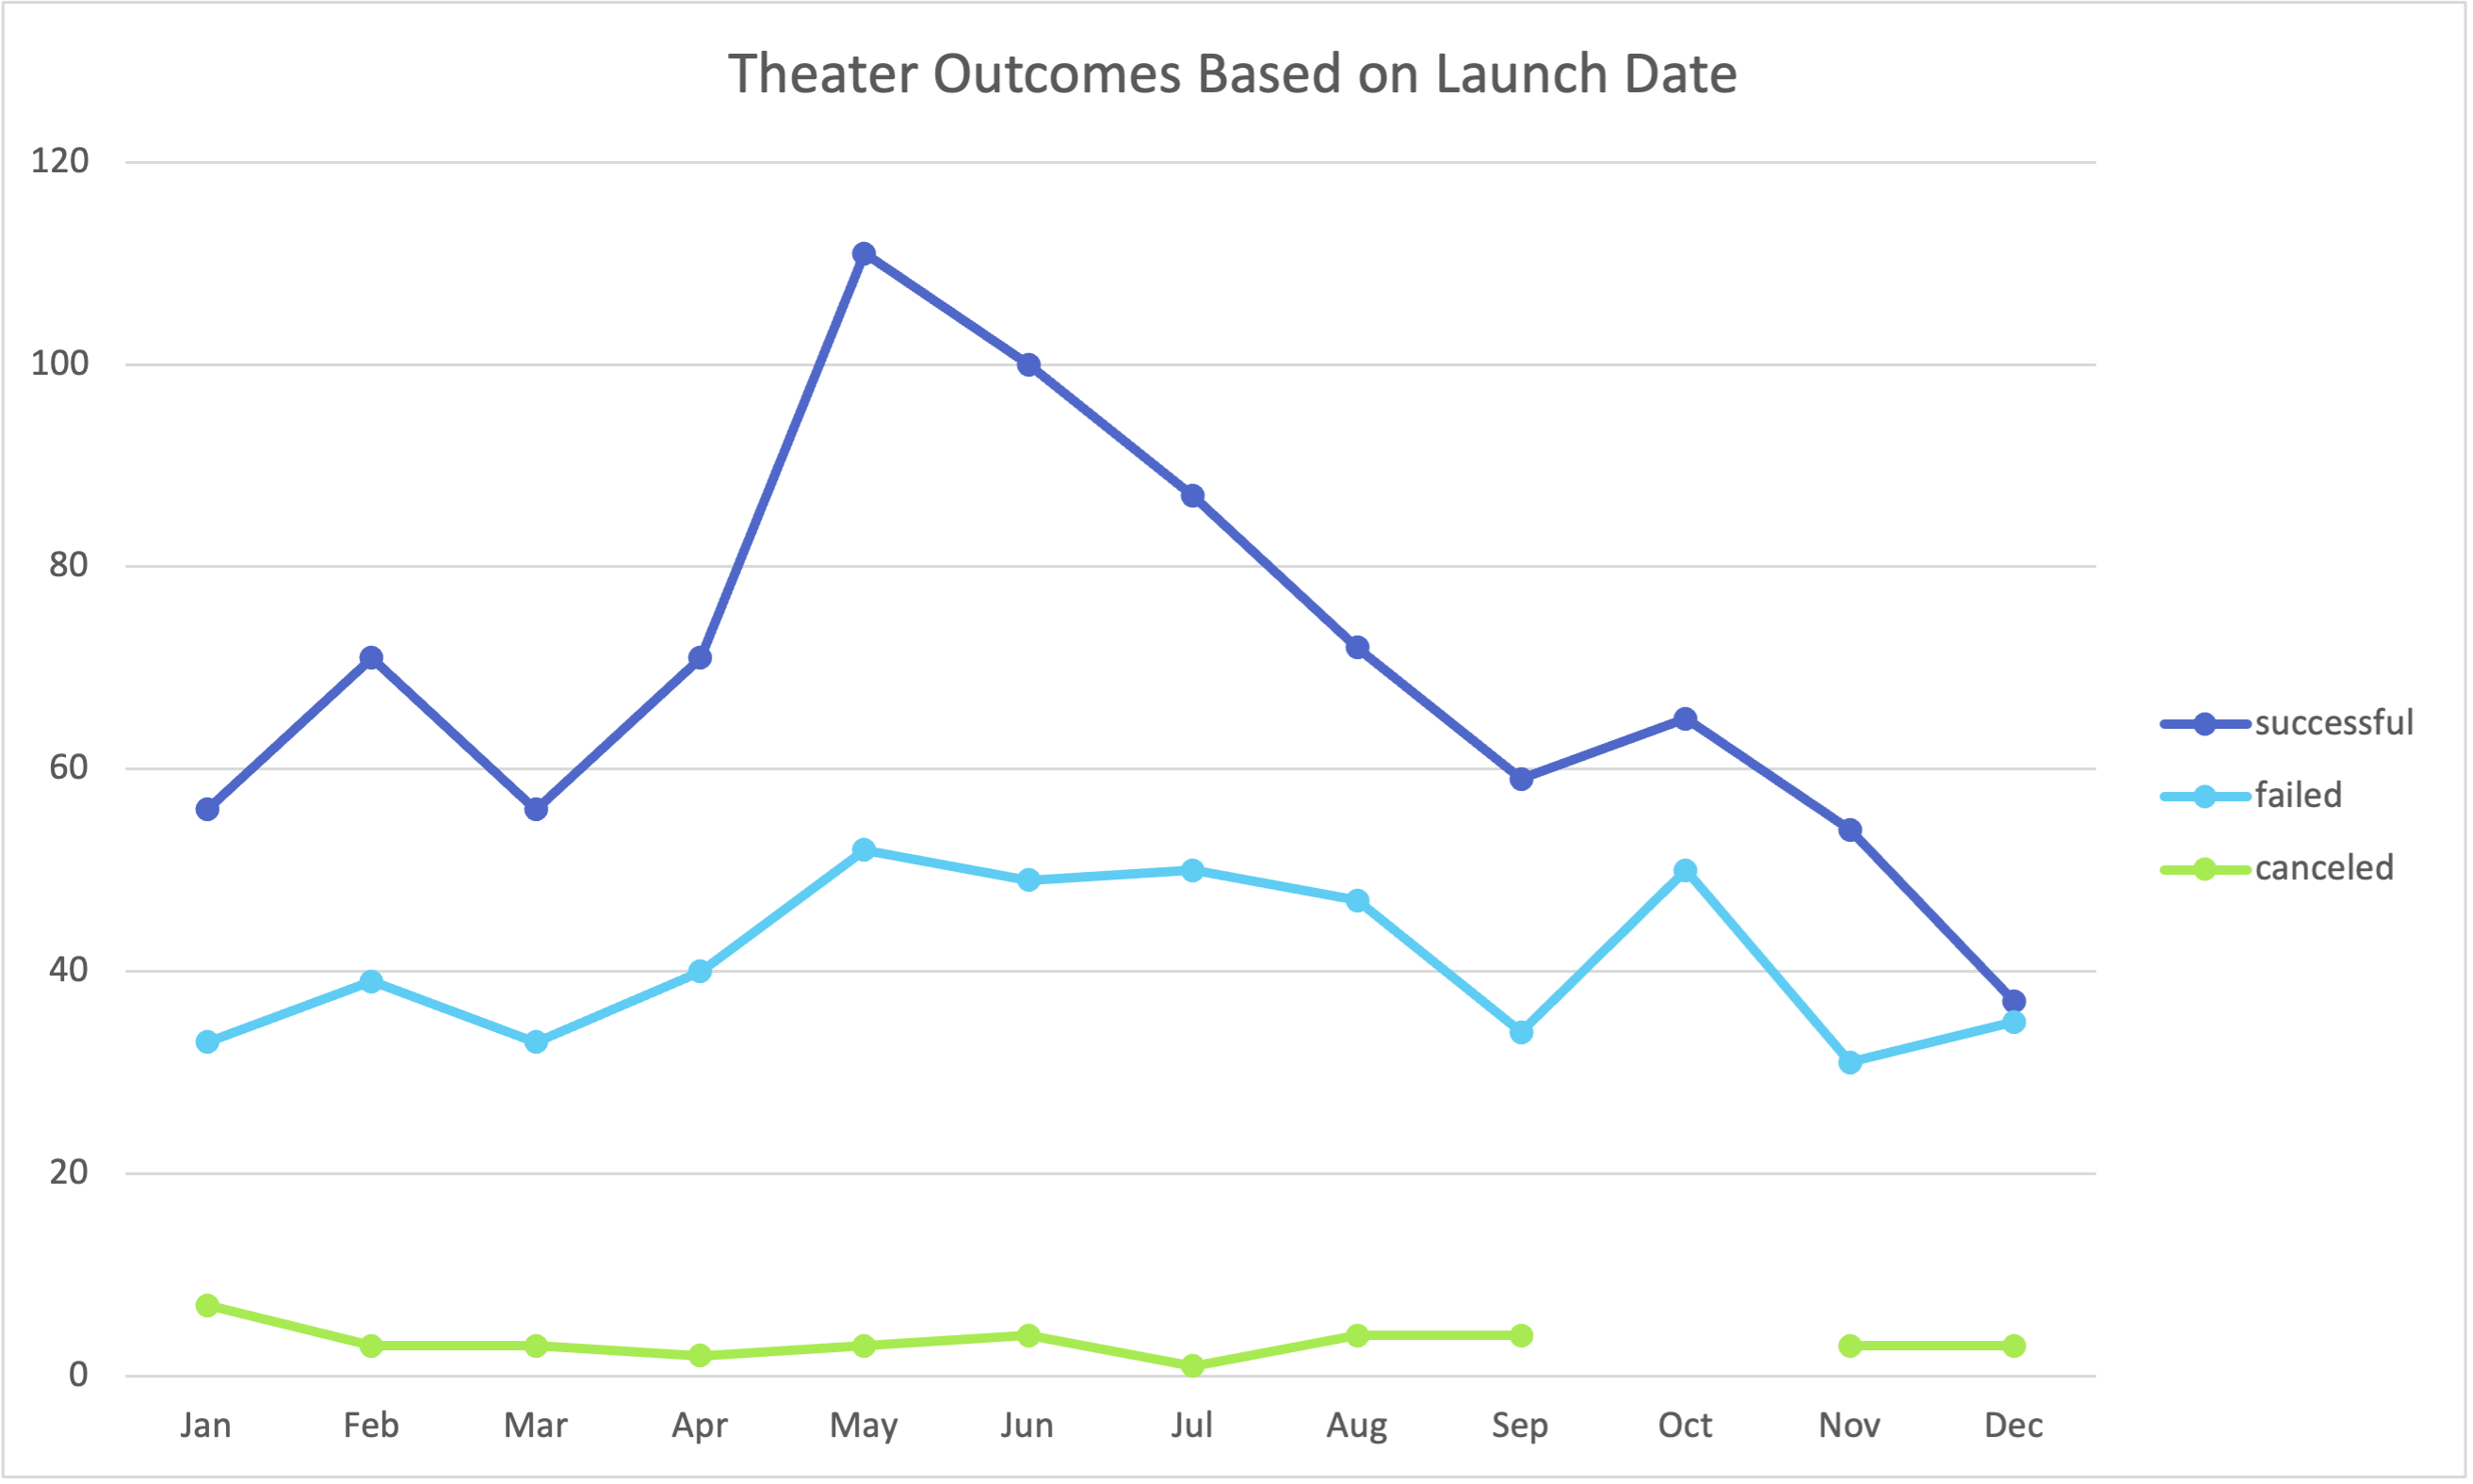 Theater Outcomes Based on Launch Date
120
100
80
60
40
20
0
Jan Feb Mar Apr May Jun Jul Aug Sep Oct Nov Dec
successful
failed
canceled